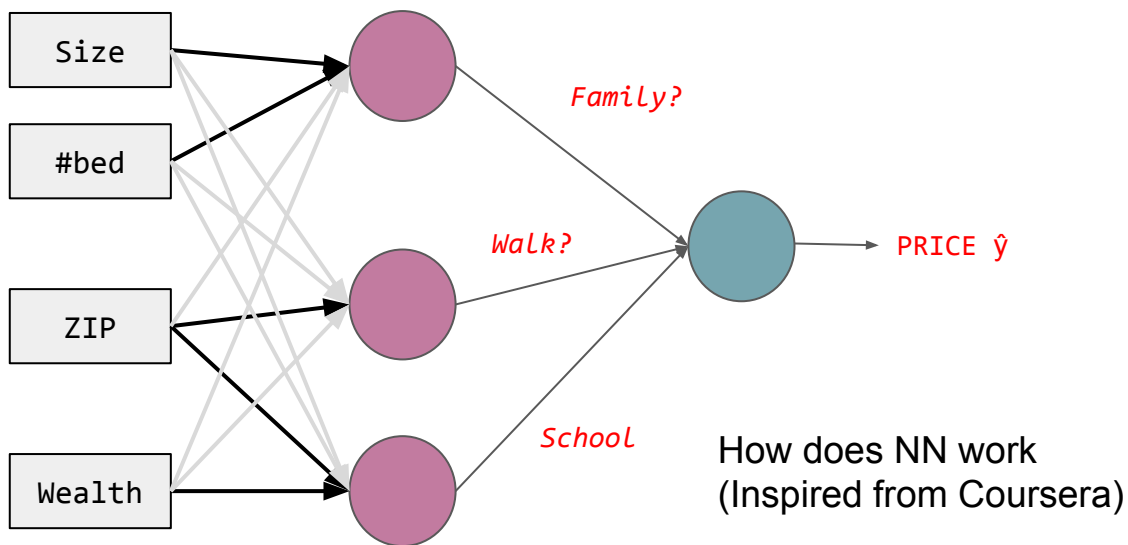 Size
#bed
ZIP
Wealth
Family?
Walk?
School
PRICE ŷ
How does NN work
(Inspired from Coursera)